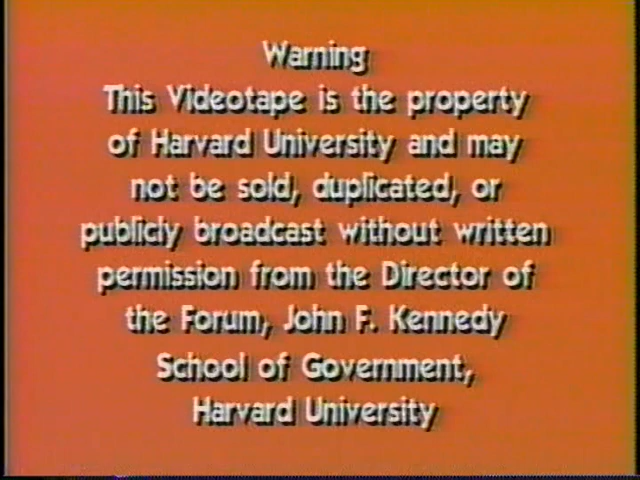 Warning
This Videotape is the property
of Harvard University and may
not be sold, duplicated, or
publicly broadcast without written
permission from the Director of
the Forum, John F. Kennedy
School of Government,
Harvard University